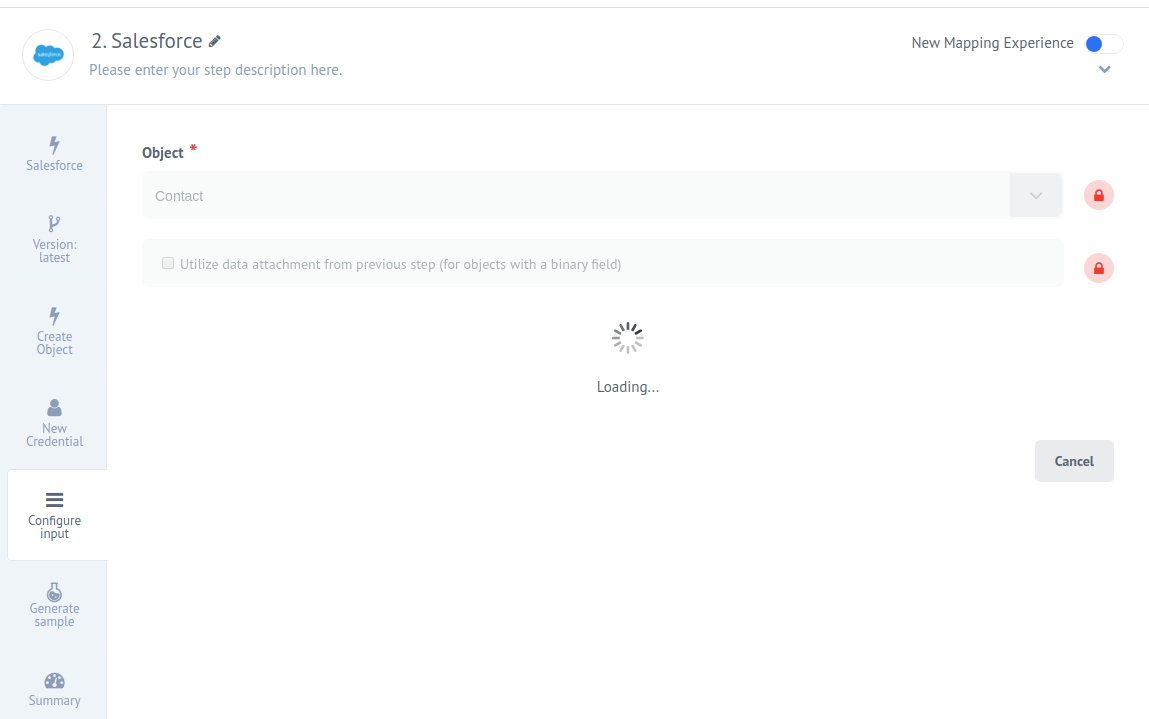 2. Salesforce
Please enter your step description here.
New Mapping Experience
Salesforce
Version:
latest
Create
Object
New
Credential
Configure
input
Generate
sample
Summary
Object *
Contact
Utilize data attachment from previous step (for objects with a binary field)
Loading...
Cancel